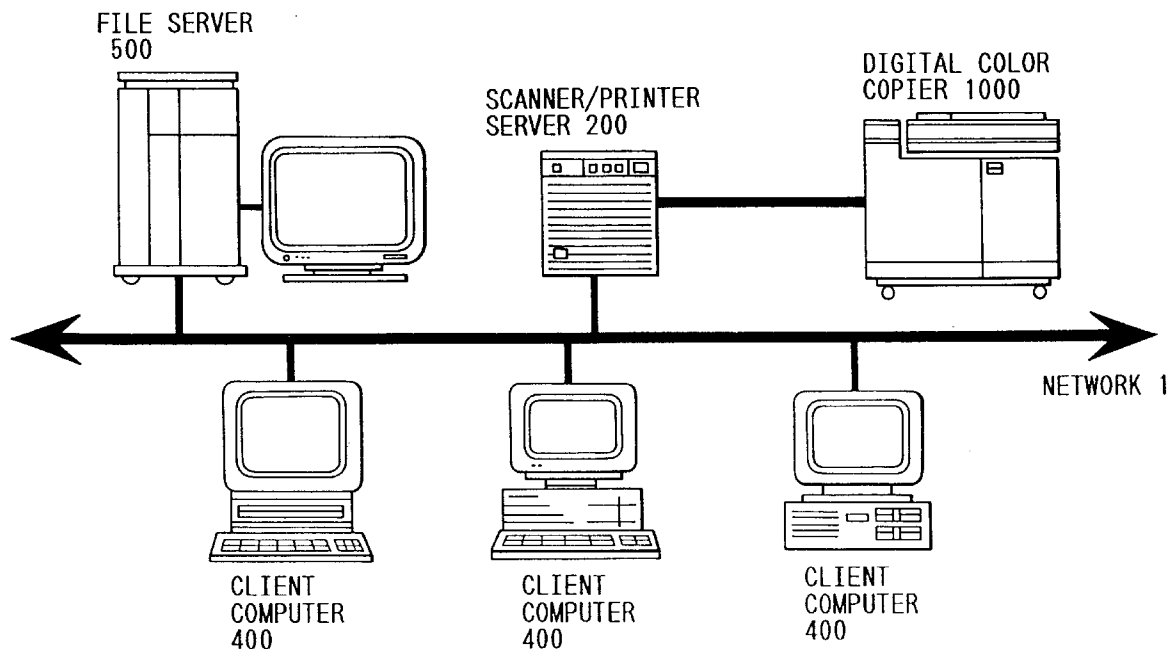 FILE SERVER
500
SCANNER/PRINTER
SERVER 200
DIGITAL COLOR
COPIER 1000
NETWORK 1
CLIENT
COMPUTER
400
CLIENT
COMPUTER
400
CLIENT
COMPUTER
400